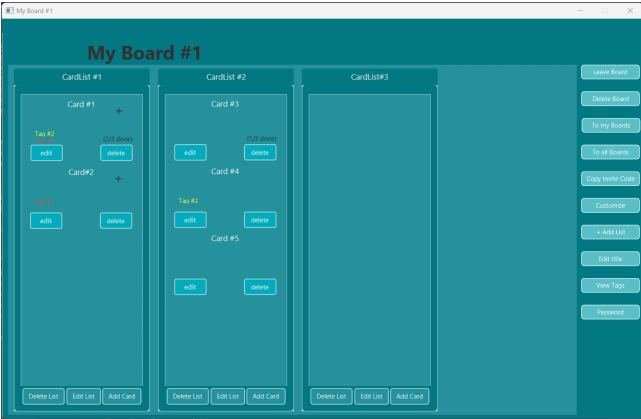 My Board #1
My Board #1
CardList #1
Card #1
+
Tag #2
(2/3 done)
edit
delete
Card#2
+
edit
delete
Delete List
Edit List
Add Card
CardList #2
Card #3
(1/3 done)
edit
delete
Card #4
Tag #2
edit
delete
Card #5
edit
delete
Delete List
Edit List
Add Card
CardList#3
Delete List
Edit List
Add Card
Leave Board
Delete Board
To my Boards
To all Boards
Copy Invite Code
Customize
+ Add List
Edit title
View Tags
Password